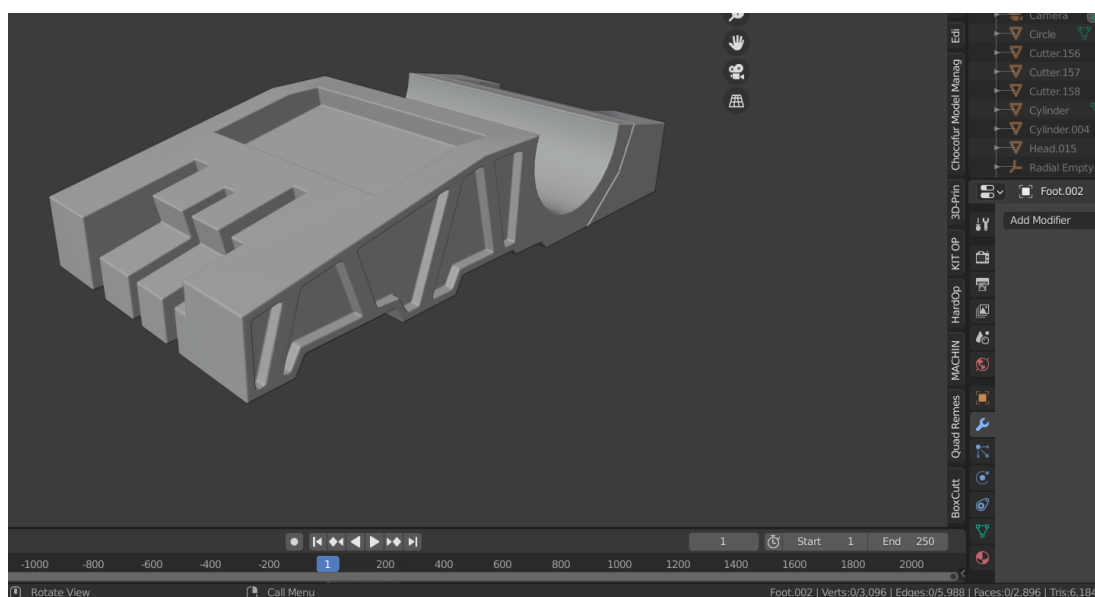 Camera
Circle
Cutter.156
Cutter.157
Cutter.158
Cylinder
Cylinder.004
Head.015
Radial Empty.
Foot.002
Add Modifier
Edi
Chocofur Model Manag
3D-Prin
KIT OP
HardOp
MACHIN
Quad Remes
BoxCutt
1
Start 1
End 250
-1000 -800 -600 -400 -200 1 200 400 600 800 1000 1200 1400 1600 1800 2000
Rotate View
Call Menu
Foot.002 | Verts:0/3,096 | Edges:0/5,988 | Faces:0/2,896 | Tris:6,184